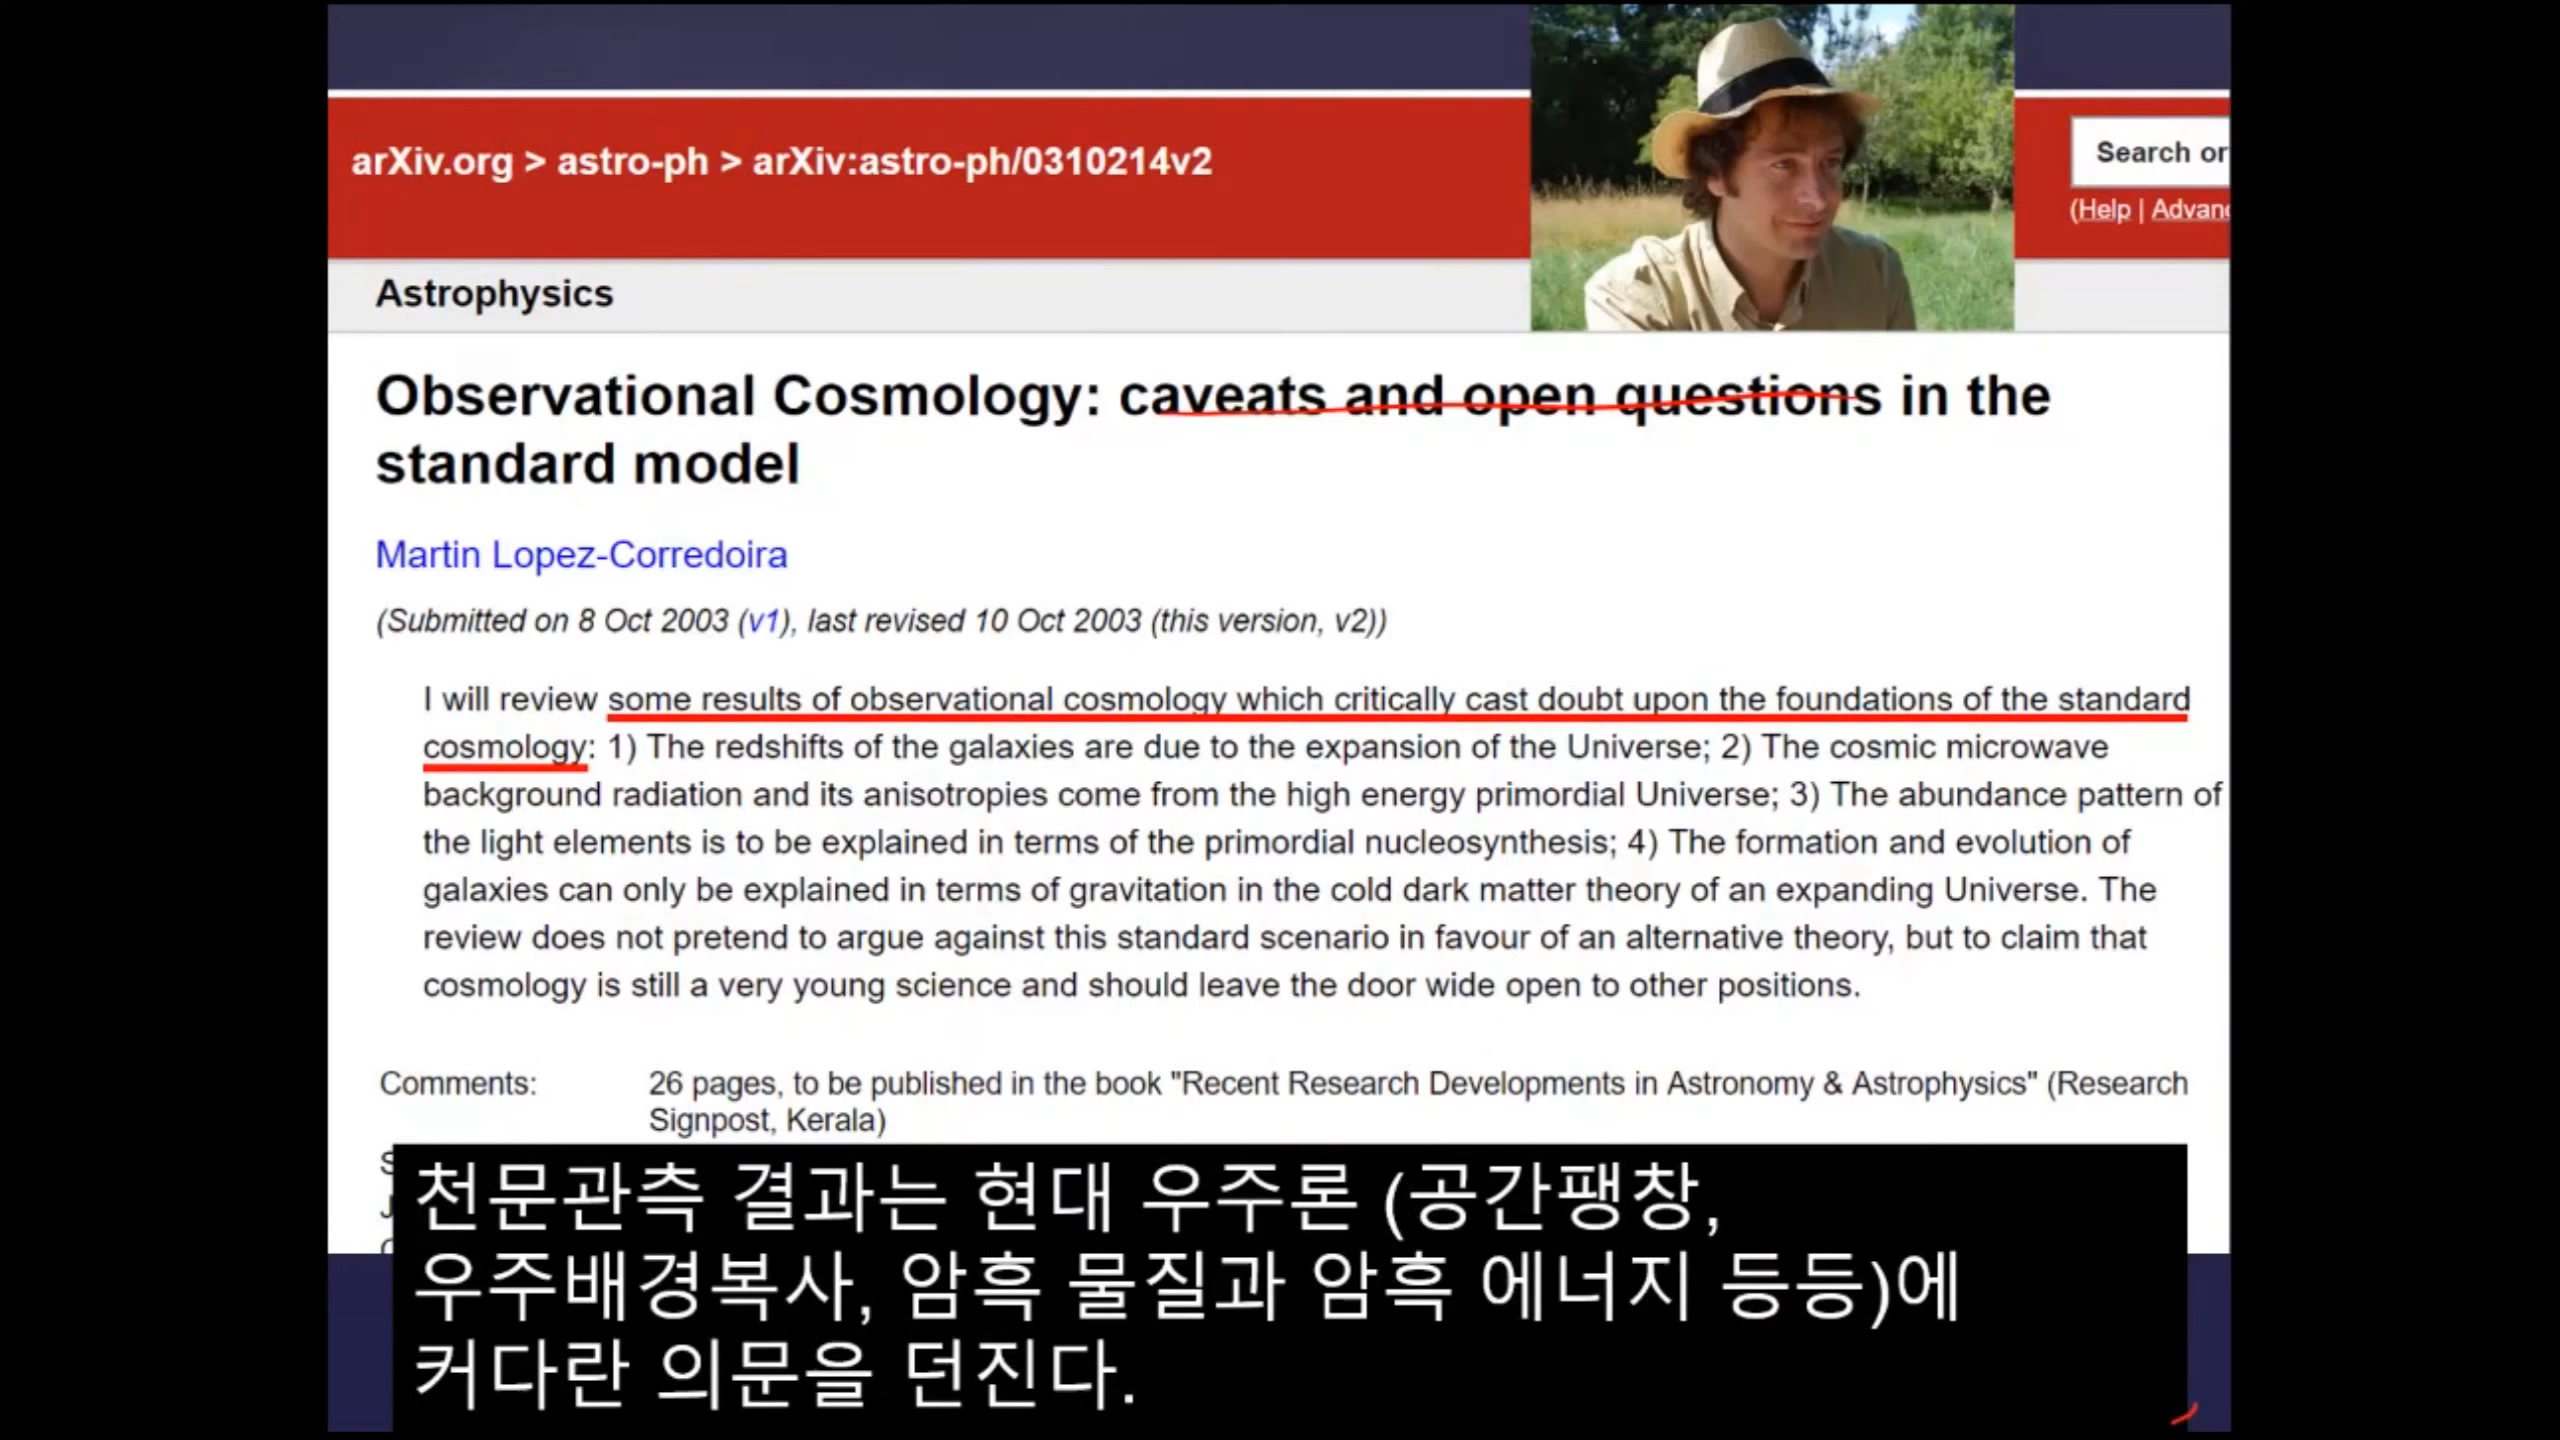 arXiv.org > astro-ph > arXiv:astro-ph/0310214v2
Search or
(Help | Advanc
Astrophysics
Observational Cosmology: caveats and open questions in the
standard model
Martin Lopez-Corredoira
(Submitted on 8 Oct 2003 (v1), last revised 10 Oct 2003 (this version, v2))
I will review some results of observational cosmology which critically cast doubt upon the foundations of the standard
cosmology: 1) The redshifts of the galaxies are due to the expansion of the Universe; 2) The cosmic microwave
background radiation and its anisotropies come from the high energy primordial Universe; 3) The abundance pattern of
the light elements is to be explained in terms of the primordial nucleosynthesis; 4) The formation and evolution of
galaxies can only be explained in terms of gravitation in the cold dark matter theory of an expanding Universe. The
review does not pretend to argue against this standard scenario in favour of an alternative theory, but to claim that
cosmology is still a very young science and should leave the door wide open to other positions.
Comments: 26 pages, to be published in the book "Recent Research Developments in Astronomy & Astrophysics" (Research
Signpost, Kerala)
천문관측 결과는 현대 우주론 (공간팽창,
우주배경복사, 암흑 물질과 암흑 에너지 등등)에
커다란 의문을 던진다.